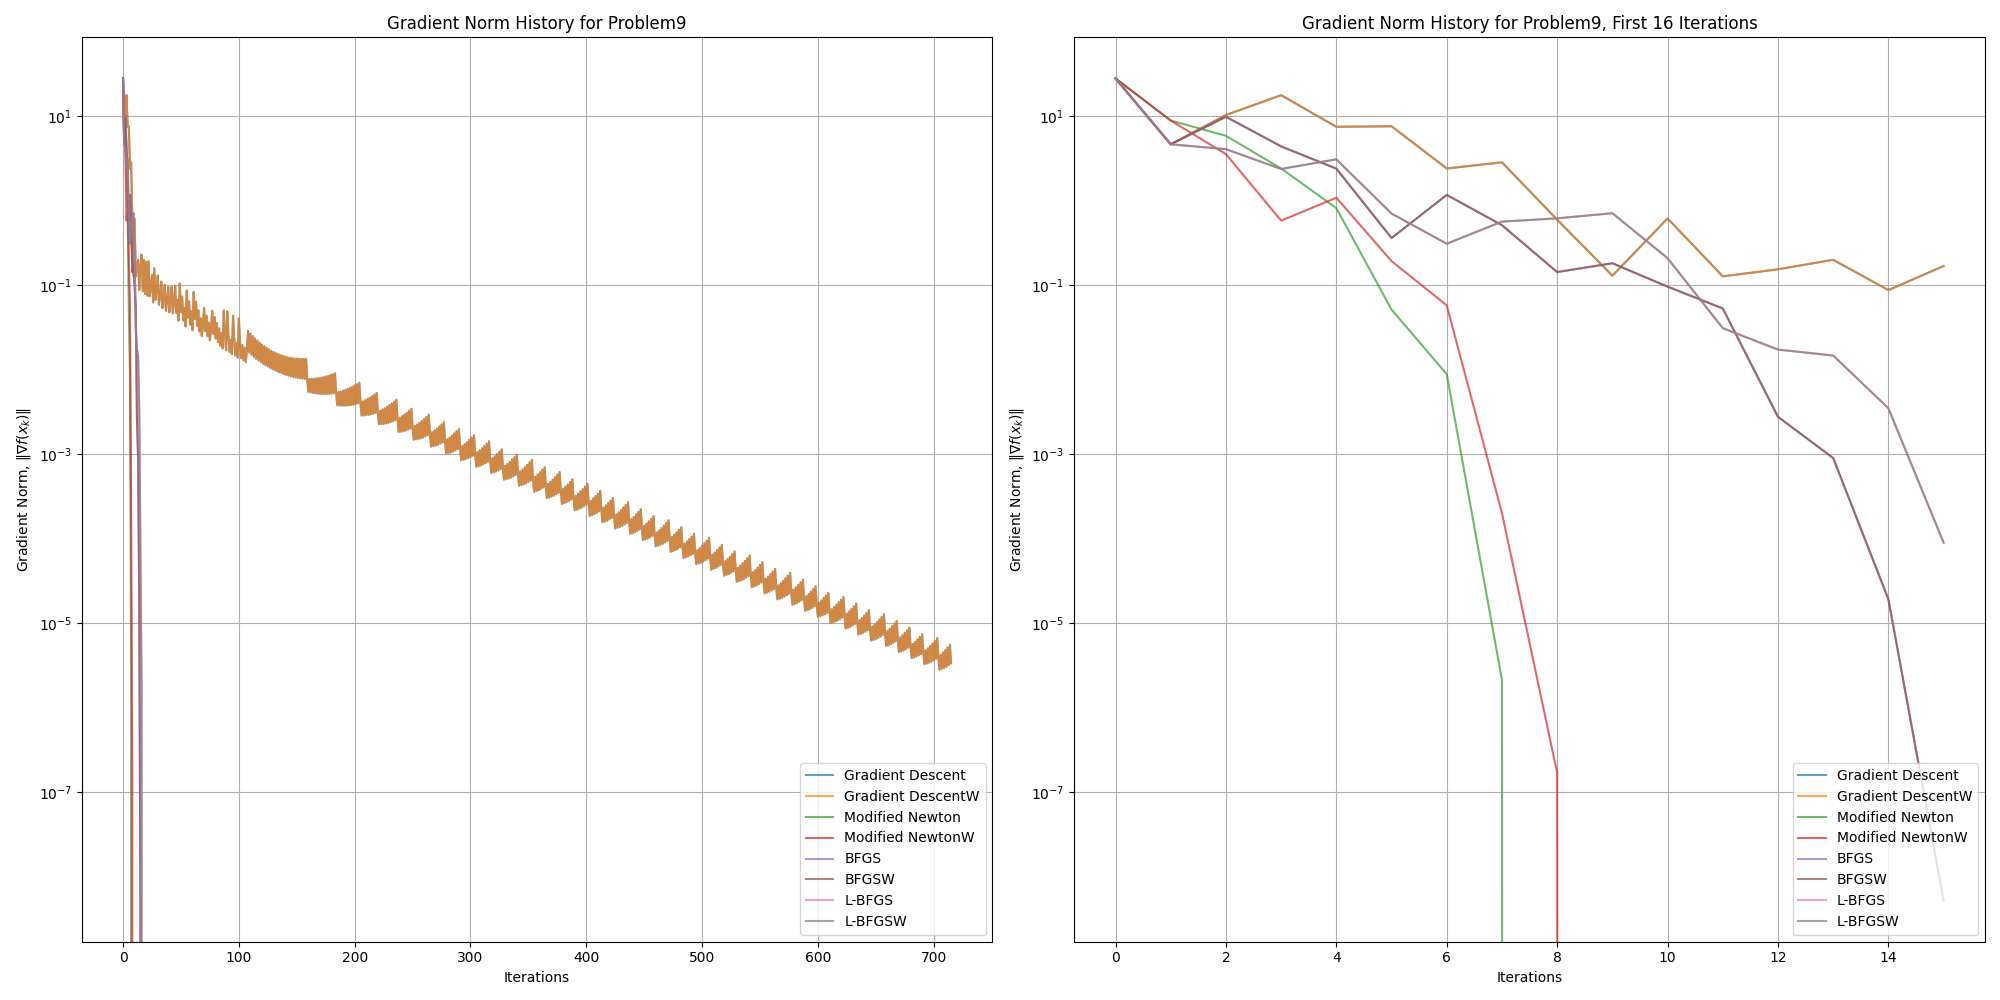 Gradient Norm History for Problem9
Gradient Norm, ‖∇f(x_k)‖
10^1
10^−1
10^−3
10^−5
10^−7
0 100 200 300 400 500 600 700
Iterations
Gradient Descent
Gradient DescentW
Modified Newton
Modified NewtonW
BFGS
BFGSW
L-BFGS
L-BFGSW
Gradient Norm History for Problem9, First 16 Iterations
Gradient Norm, ‖∇f(x_k)‖
10^1
10^−1
10^−3
10^−5
10^−7
0 2 4 6 8 10 12 14
Iterations
Gradient Descent
Gradient DescentW
Modified Newton
Modified NewtonW
BFGS
BFGSW
L-BFGS
L-BFGSW